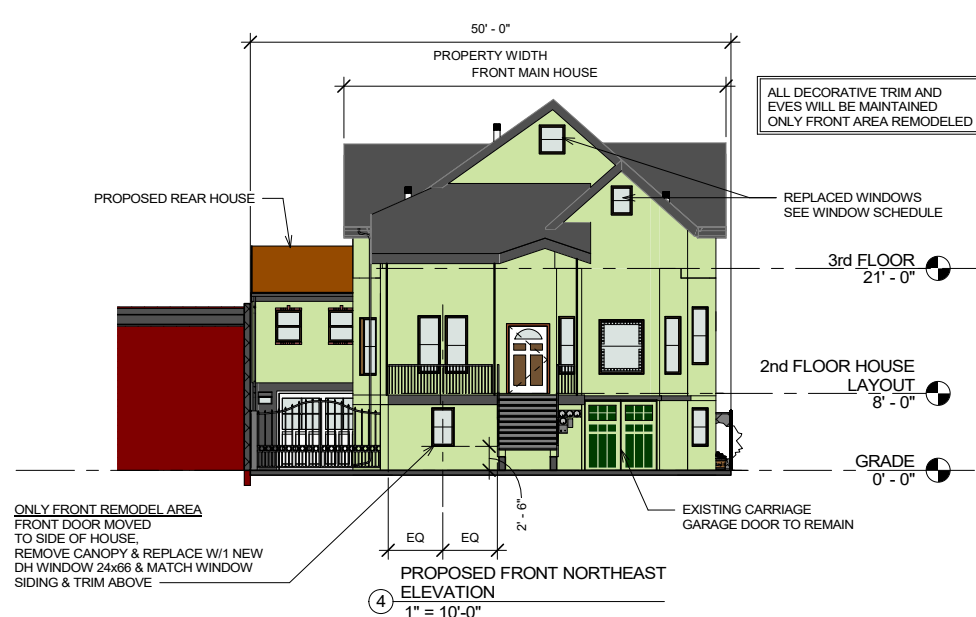 50' - 0"
PROPERTY WIDTH
FRONT MAIN HOUSE
ALL DECORATIVE TRIM AND
EVES WILL BE MAINTAINED
ONLY FRONT AREA REMODELED
PROPOSED REAR HOUSE
REPLACED WINDOWS
SEE WINDOW SCHEDULE
3rd FLOOR
21' - 0"
2nd FLOOR HOUSE
LAYOUT
8' - 0"
GRADE
0' - 0"
ONLY FRONT REMODEL AREA
FRONT DOOR MOVED
TO SIDE OF HOUSE,
REMOVE CANOPY & REPLACE W/1 NEW
DH WINDOW 24x66 & MATCH WINDOW
SIDING & TRIM ABOVE
EQ
EQ
2' - 6"
EXISTING CARRIAGE
GARAGE DOOR TO REMAIN
4
PROPOSED FRONT NORTHEAST
ELEVATION
1" = 10'-0"